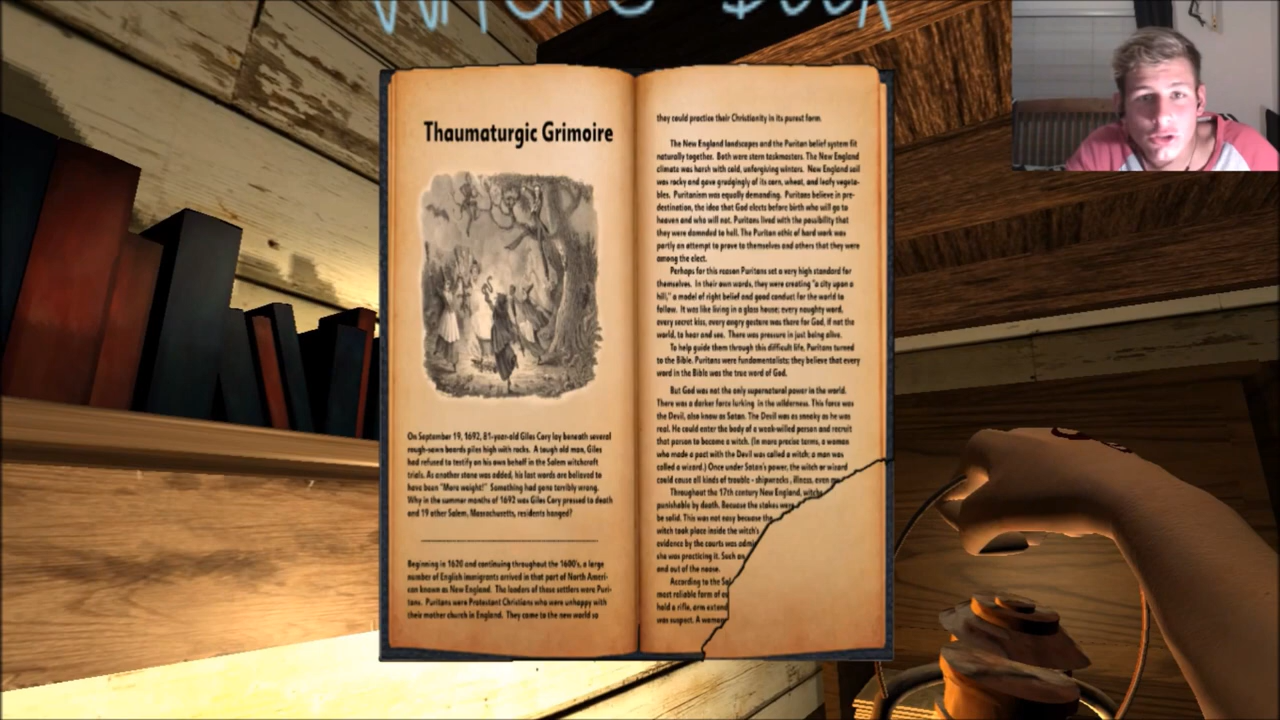 WITCH'S BOOK
Thaumaturgic Grimoire
On September 19, 1692, 81-year-old Giles Cory lay beneath several
rough-sawn boards piles high with rocks. A tough old man, Giles
had refused to testify on his own behalf in the Salem witchcraft
trials. As another stone was added, his last words are believed to
have been "More weight!" Something had gone terribly wrong.
Why in the summer months of 1692 was Giles Cory pressed to death
and 19 other Salem, Massachusetts, residents hanged?
Beginning in 1620 and continuing throughout the 1600's, a large
number of English immigrants arrived in that part of North Ameri-
can known as New England. The leaders of these settlers were Puri-
tans. Puritans were Protestant Christians who were unhappy with
their mother church in England. They came to the new world so
they could practice their Christianity in its purest form.
The New England landscapes and the Puritan belief system fit
naturally together. Both were stern taskmasters. The New England
climate was harsh with cold, unforgiving winters. New England soil
was rocky and gave grudgingly of its corn, wheat, and leafy vegeta-
bles. Puritanism was equally demanding. Puritans believe in pre-
destination, the idea that God elects before birth who will go to
heaven and who will not. Puritans lived with the possibility that
they were damnded to hell. The Puritan ethic of hard work was
partly an attempt to prove to themselves and others that they were
among the elect.
Perhaps for this reason Puritans set a very high standard for
themselves. In their own words, they were creating "a city upon a
hill," a model of right belief and good conduct for the world to
follow. It was like living in a glass house; every naughty word,
every secret kiss, every angry gesture was there for God, if not the
world, to hear and see. There was pressure in just being alive.
To help guide them through this difficult life, Puritans turned
to the Bible. Puritans were fundamentalists; they believe that every
word in the Bible was the true word of God.
But God was not the only supernatural power in the world.
There was a darker force lurking in the wilderness. This force was
the Devil, also know as Satan. The Devil was as sneaky as he was
real. He could enter the body of a weak-willed person and recruit
that person to become a witch. (In more precise terms, a woman
who made a pact with the Devil was called a witch; a man was
called a wizard.) Once under Satan's power, the witch or wizard
could cause all kinds of trouble - shipwrecks, illness, even
Throughout the 17th century New England, witchc
punishable by death. Becuase the stakes were
be solid. This was not easy because the
witch took place inside the witch's
evidence by the courts was admi
she was practicing it. Such an
and out of the noose.
According to the Sal
most reliable form of ev
hold a rifle, arm extend
was suspect. A woman